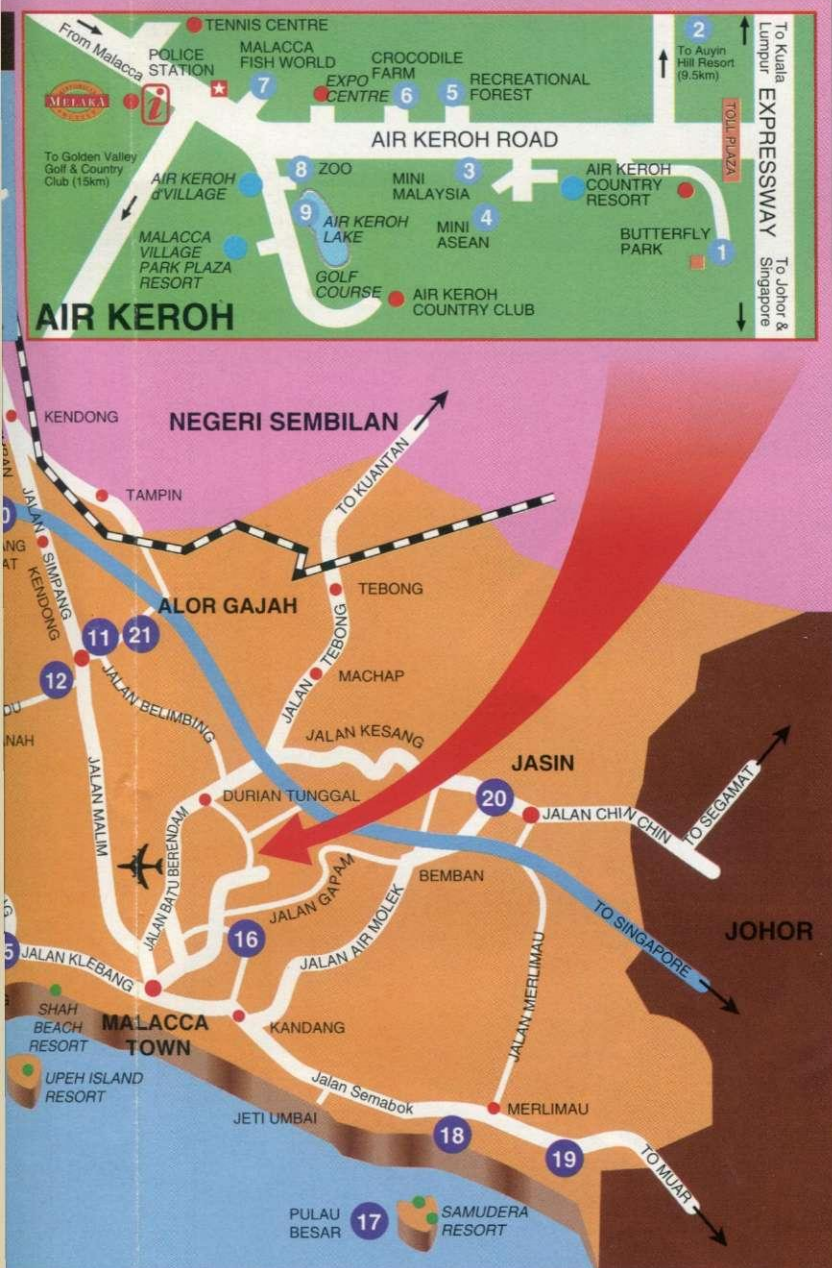 From Malacca
TENNIS CENTRE
POLICE
STATION
MALACCA
FISH WORLD
7
EXPO
CENTRE
CROCODILE
FARM
6
5
RECREATIONAL
FOREST
2
To Auyin
Hill Resort
(9.5km)
To Kuala
Lumpur
EXPRESSWAY
To Johor &
Singapore
TOLL PLAZA
MELAKA
i
i
AIR KEROH ROAD
To Golden Valley
Golf & Country
Club (15km)
AIR KEROH
d'VILLAGE
8
ZOO
9
AIR KEROH
LAKE
MINI
MALAYSIA
3
MINI
ASEAN
4
AIR KEROH
COUNTRY
RESORT
BUTTERFLY
PARK
1
MALACCA
VILLAGE
PARK PLAZA
RESORT
GOLF
COURSE
AIR KEROH
COUNTRY CLUB
AIR KEROH
KENDONG
NEGERI SEMBILAN
TO KUANTAN
TAMPIN
JALAN SIMPANG
KENDONG
0
ANG
AT
ALOR GAJAH
TEBONG
11
21
12
DU
NAH
JALAN TEBONG
MACHAP
JALAN BELIMBING
JALAN KESANG
JASIN
20
JALAN MALIM
DURIAN TUNGGAL
JALAN CHIN CHIN
TO SEGAMAT
JALAN BATU BERENDAM
JALAN GAPAM
BEMBAN
JOHOR
16
JALAN AIR MOLEK
TO SINGAPORE
5
JALAN KLEBANG
JALAN MERLIMAU
SHAH
BEACH
RESORT
MALACCA
TOWN
KANDANG
UPEH ISLAND
RESORT
Jalan Semabok
JETI UMBAI
MERLIMAU
18
19
TO MUAR
PULAU
BESAR
17
SAMUDERA
RESORT